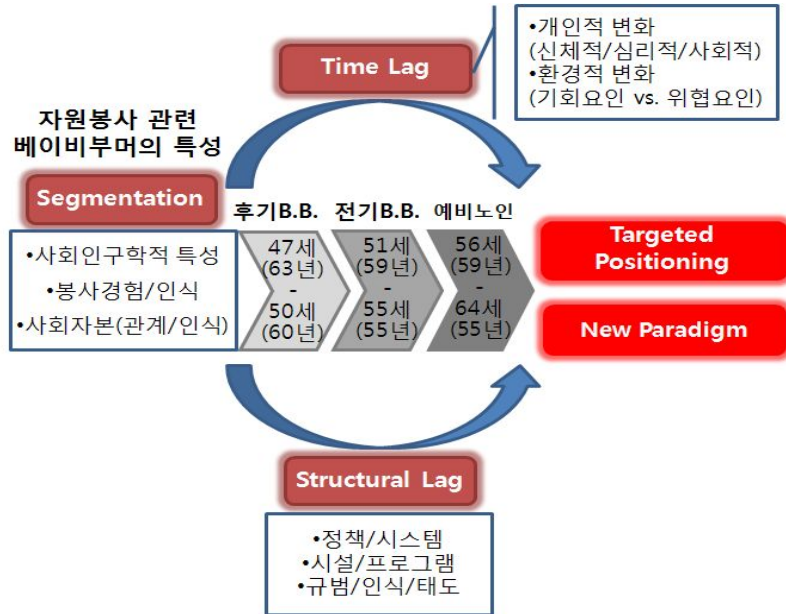 Time Lag
•개인적 변화
(신체적/심리적/사회적)
•환경적 변화
(기회요인 vs. 위협요인)
자원봉사 관련
베이비부머의 특성
Segmentation
•사회인구학적 특성
•봉사경험/인식
•사회자본(관계/인식)
후기B.B.
47세
(63년)
-
50세
(60년)
전기B.B.
51세
(59년)
-
55세
(55년)
예비노인
56세
(59년)
-
64세
(55년)
Targeted
Positioning
New Paradigm
Structural Lag
•정책/시스템
•시설/프로그램
•규범/인식/태도